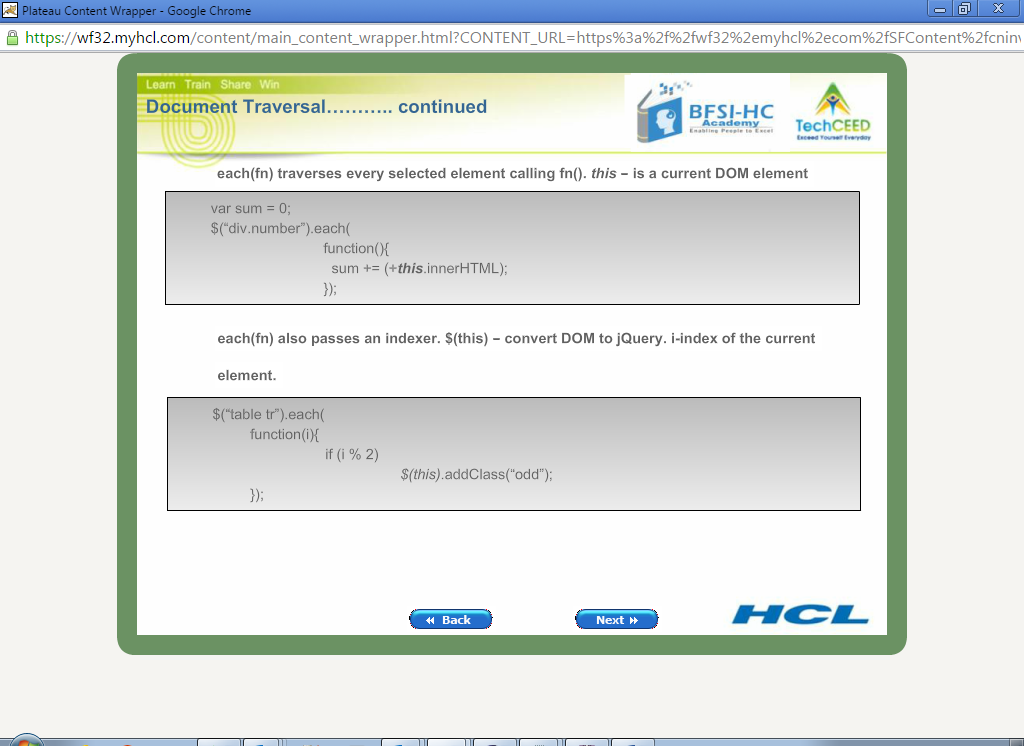 Plateau Content Wrapper - Google Chrome
https://wf32.myhcl.com/content/main_content_wrapper.html?CONTENT_URL=https%3a%2f%2fwf32%2emyhcl%2ecom%2fSFContent%2fcninv
Learn Train Share Win
Document Traversal……….. continued
BFSI-HC
Academy
Enabling People to Excel
TechCEED
Exceed Yourself Everyday
each(fn) traverses every selected element calling fn(). this – is a current DOM element
var sum = 0;
$(“div.number”).each(
function(){
sum += (+this.innerHTML);
});
each(fn) also passes an indexer. $(this) – convert DOM to jQuery. i-index of the current
element.
$(“table tr”).each(
function(i){
if (i % 2)
$(this).addClass(“odd”);
});
Back
Next
HCL